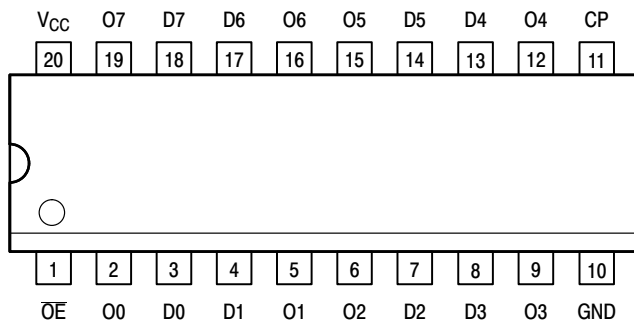 VCC O7 D7 D6 O6 O5 D5 D4 O4 CP
20 19 18 17 16 15 14 13 12 11
1 2 3 4 5 6 7 8 9 10
O̅E̅ O0 D0 D1 O1 O2 D2 D3 O3 GND